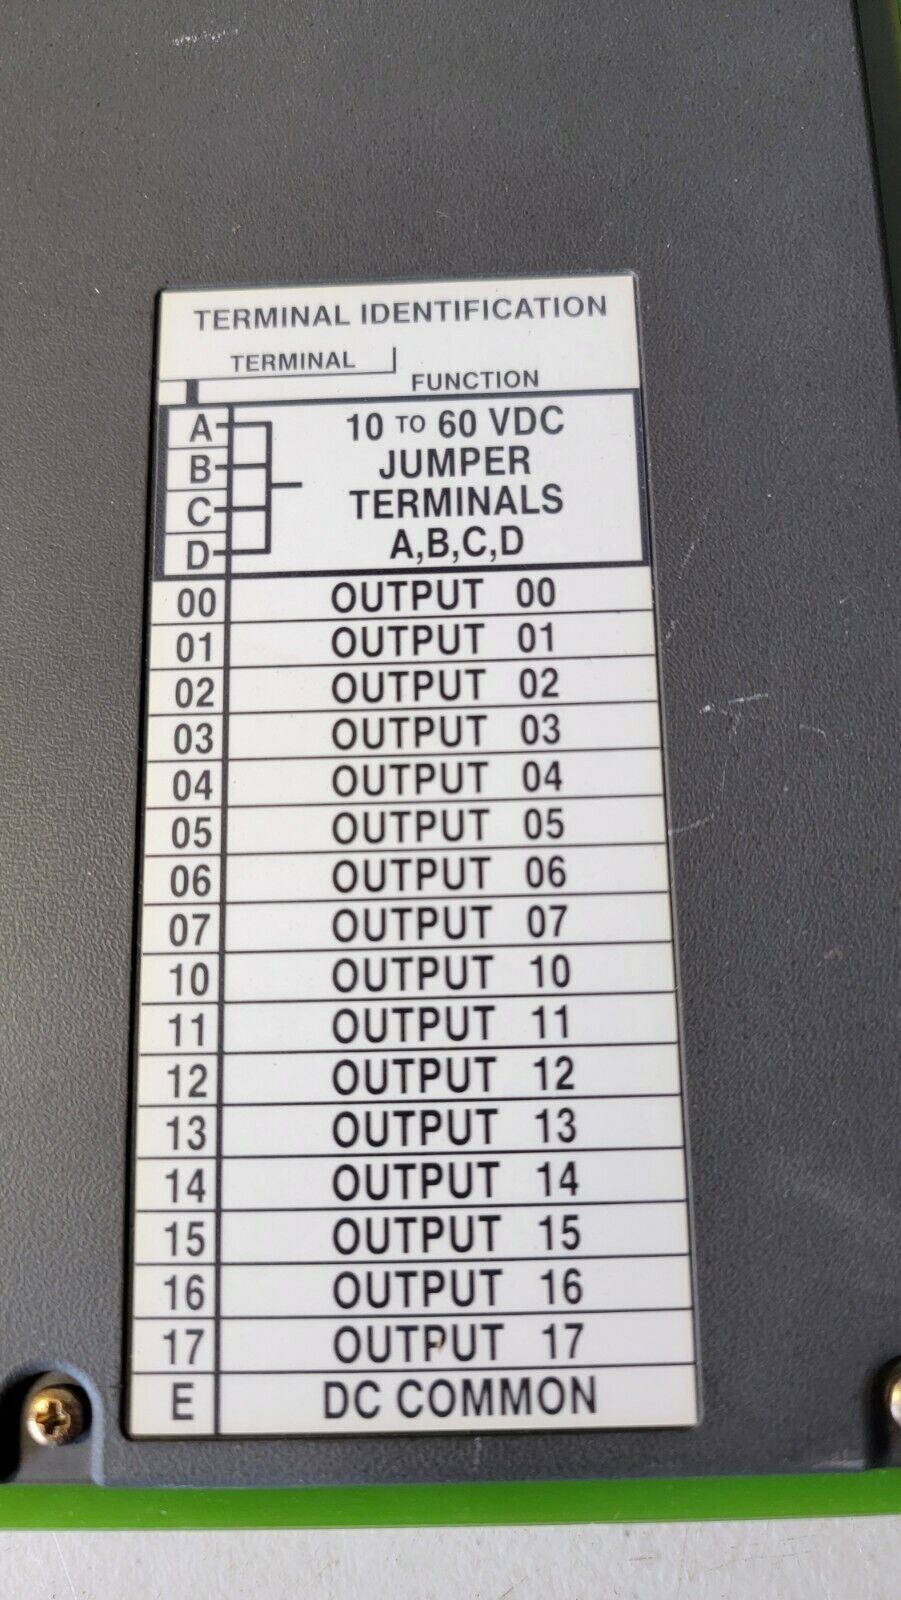 TERMINAL IDENTIFICATION
TERMINAL
FUNCTION
A
B
C
D
10 TO 60 VDC
JUMPER
TERMINALS
A,B,C,D
00 OUTPUT 00
01 OUTPUT 01
02 OUTPUT 02
03 OUTPUT 03
04 OUTPUT 04
05 OUTPUT 05
06 OUTPUT 06
07 OUTPUT 07
10 OUTPUT 10
11 OUTPUT 11
12 OUTPUT 12
13 OUTPUT 13
14 OUTPUT 14
15 OUTPUT 15
16 OUTPUT 16
17 OUTPUT 17
E DC COMMON